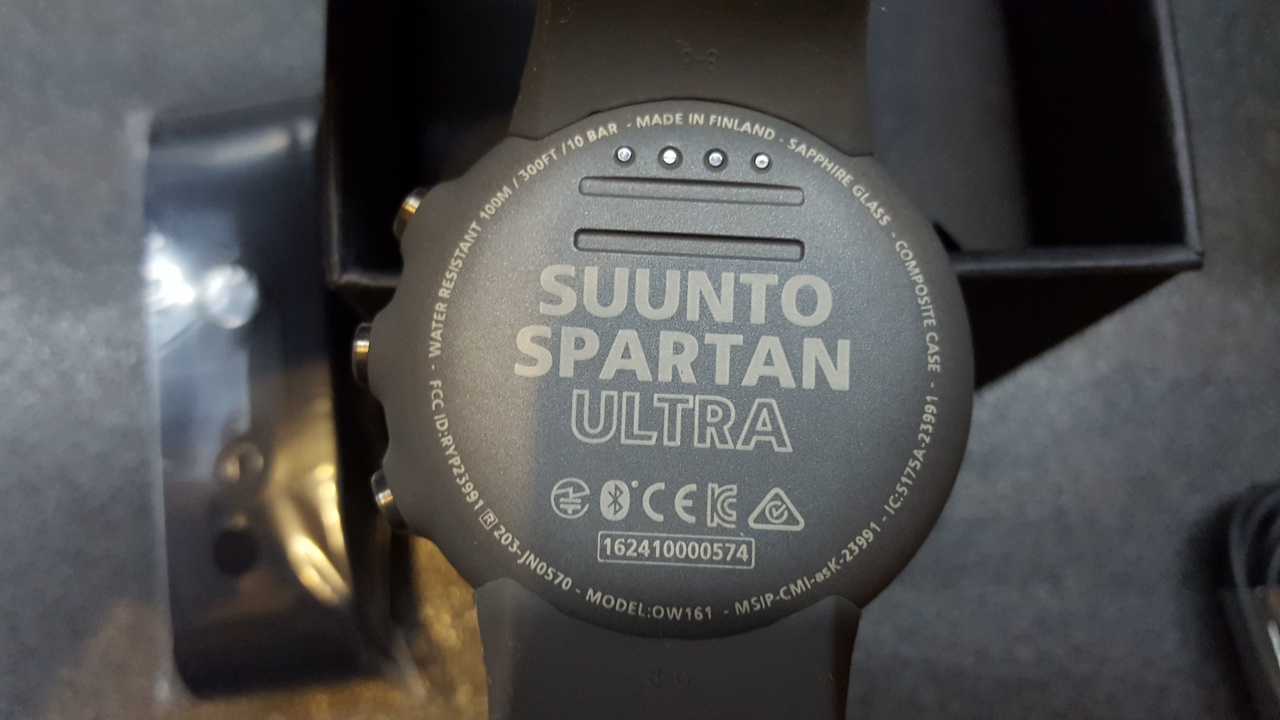 - WATER RESISTANT 100M / 300FT / 10 BAR - MADE IN FINLAND - SAPPHIRE GLASS - COMPOSITE CASE - IC:5175A-23991 - MSIP-CMI-asK-23991 - MODEL:OW161 - R 203-JN0570 FCC ID:RYP23991
SUUNTO
SPARTAN
ULTRA
CE
162410000574